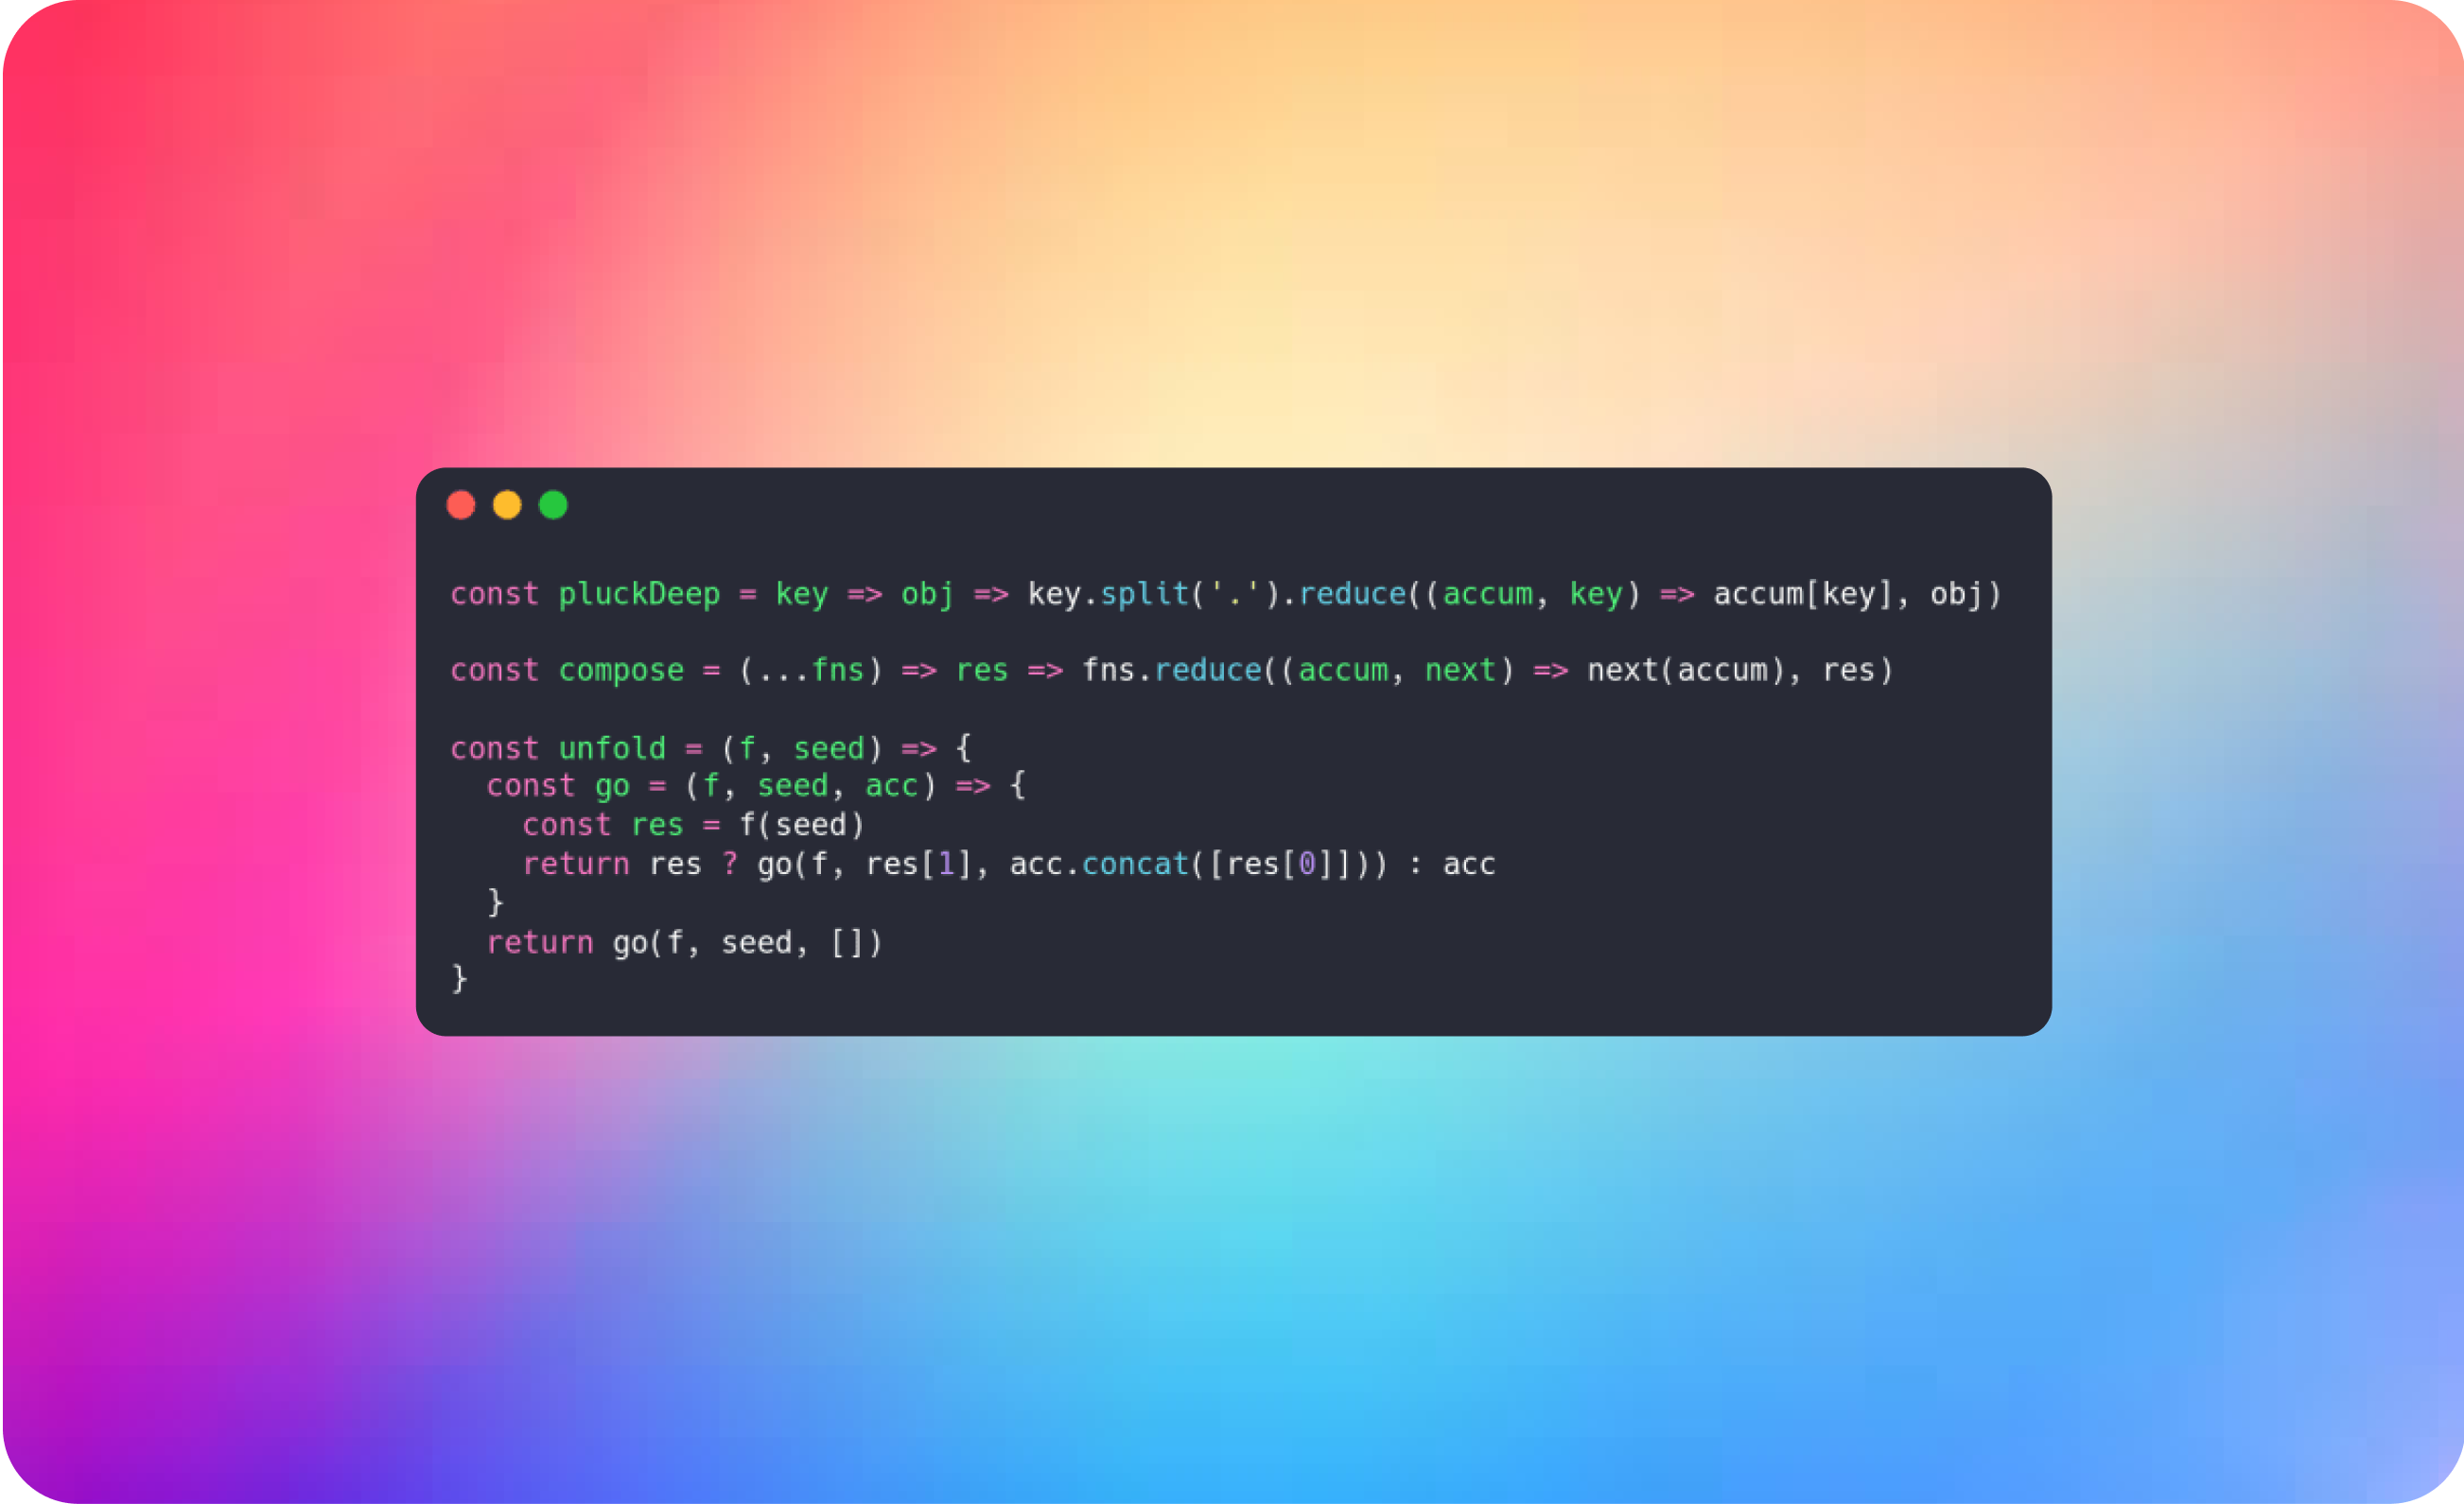 const pluckDeep = key => obj => key.split('.').reduce((accum, key) => accum[key], obj)
const compose = (...fns) => res => fns.reduce((accum, next) => next(accum), res)
const unfold = (f, seed) => {
  const go = (f, seed, acc) => {
    const res = f(seed)
    return res ? go(f, res[1], acc.concat([res[0]])) : acc
  }
  return go(f, seed, [])
}